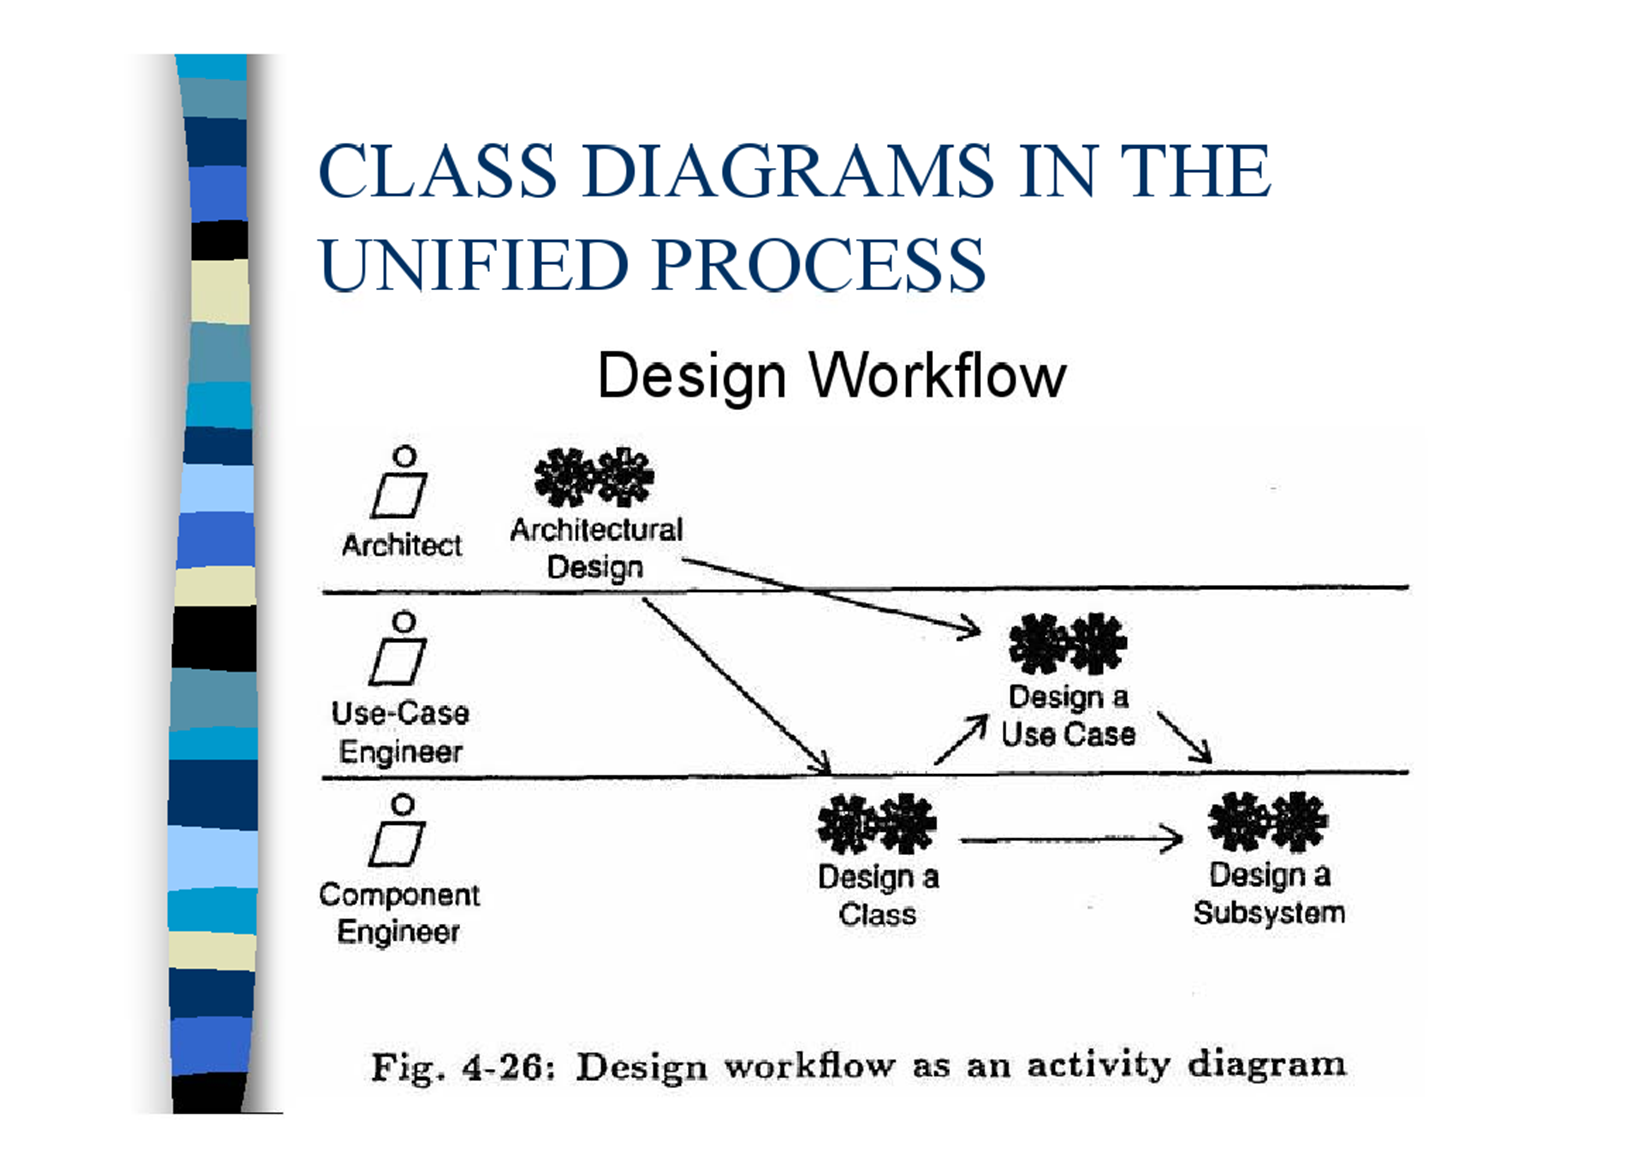 CLASS DIAGRAMS IN THE
UNIFIED PROCESS
Design Workflow
Architect
Architectural
Design
Use-Case
Engineer
Design a
Use Case
Component
Engineer
Design a
Class
Design a
Subsystem
Fig. 4-26: Design workflow as an activity diagram